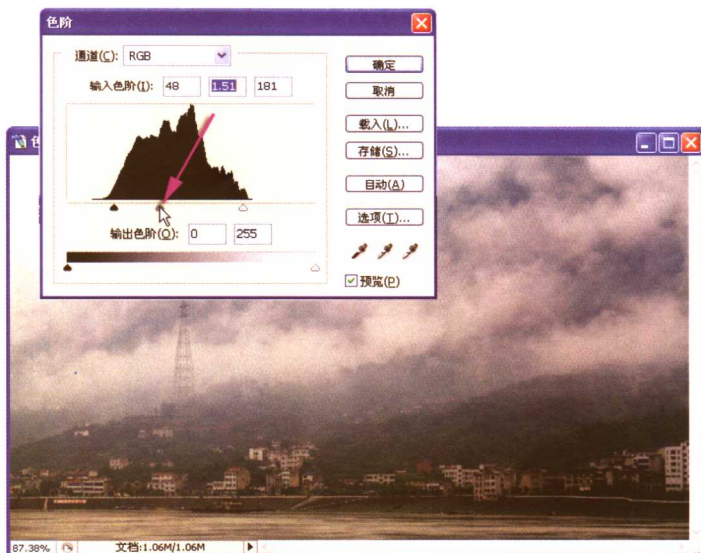 色阶
通道(C): RGB
输入色阶(I): 48 1.51 181
输出色阶(O): 0 255
确定
取消
载入(L)...
存储(S)...
自动(A)
选项(T)...
预览(P)
色
87.38% 文档:1.06M/1.06M